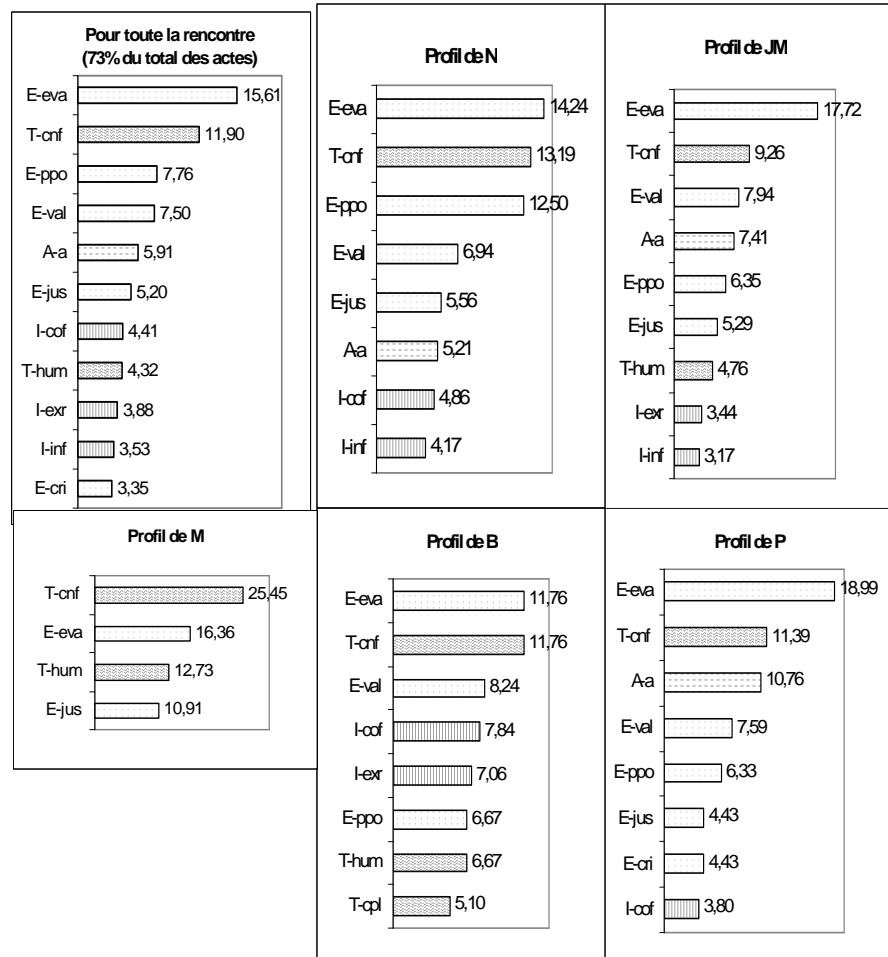 Pour toute la rencontre
(73% du total des actes)
E-eva 15,61
T-cnf 11,90
E-ppo 7,76
E-val 7,50
A-a 5,91
E-jus 5,20
I-cof 4,41
T-hum 4,32
I-exr 3,88
I-inf 3,53
E-cri 3,35
Profil de N
E-eva 14,24
T-cnf 13,19
E-ppo 12,50
E-val 6,94
E-jus 5,56
A-a 5,21
I-cof 4,86
I-inf 4,17
Profil de JM
E-eva 17,72
T-cnf 9,26
E-val 7,94
A-a 7,41
E-ppo 6,35
E-jus 5,29
T-hum 4,76
I-exr 3,44
I-inf 3,17
Profil de M
T-cnf 25,45
E-eva 16,36
T-hum 12,73
E-jus 10,91
Profil de B
E-eva 11,76
T-cnf 11,76
E-val 8,24
I-cof 7,84
I-exr 7,06
E-ppo 6,67
T-hum 6,67
T-cpl 5,10
Profil de P
E-eva 18,99
T-cnf 11,39
A-a 10,76
E-val 7,59
E-ppo 6,33
E-jus 4,43
E-cri 4,43
I-cof 3,80